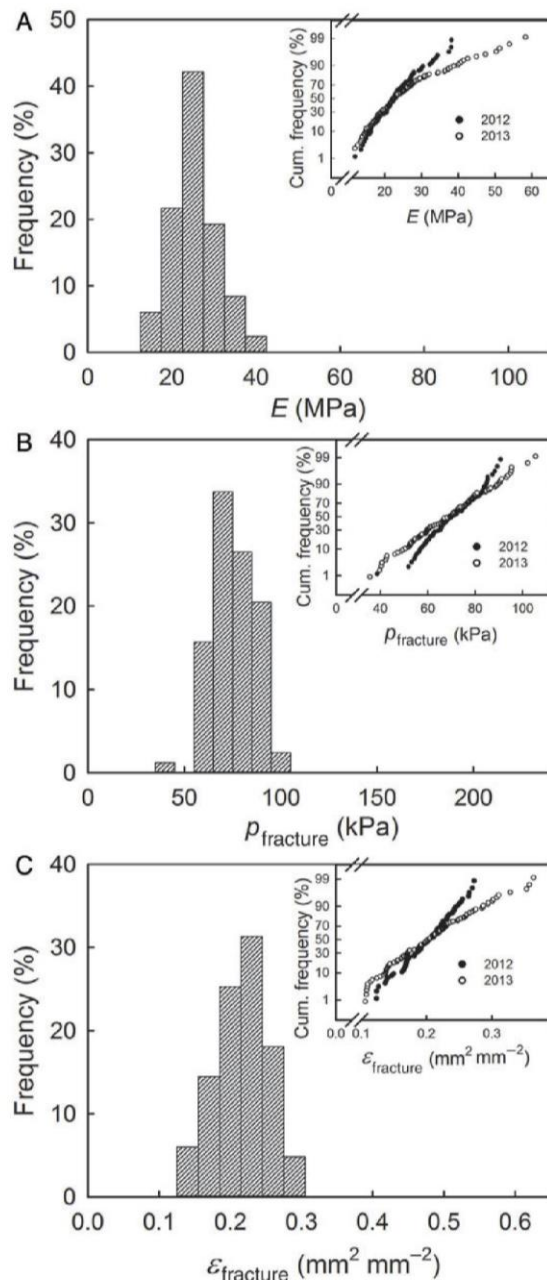 A
50
40
30
20
10
0
Frequency (%)
0 20 40 60 80 100
E (MPa)
Cum. frequency (%)
99
90
70
50
30
10
1
2012
2013
0 10 20 30 40 50 60
E (MPa)
B
40
30
20
10
0
Frequency (%)
0 50 100 150 200
pfracture (kPa)
Cum. frequency (%)
99
90
70
50
30
10
1
2012
2013
0 40 60 80 100
pfracture (kPa)
C
40
30
20
10
0
Frequency (%)
0.0 0.1 0.2 0.3 0.4 0.5 0.6
εfracture (mm² mm⁻²)
Cum. frequency (%)
99
90
70
50
30
10
1
2012
2013
0.0 0.1 0.2 0.3
εfracture (mm² mm⁻²)